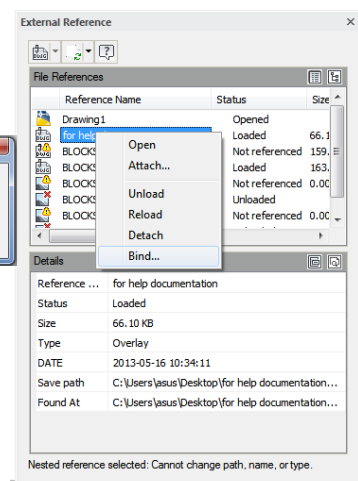 External Reference
File References
Reference Name Status Size
Drawing1 Opened
for help Loaded 66.1
BLOCKS Not referenced 159.
BLOCKS Loaded 163.
BLOCKS Not referenced 0.00
BLOCKS Unloaded
BLOCKS Not referenced 0.00
Open
Attach...
Unload
Reload
Detach
Bind...
Details
Reference ... for help documentation
Status Loaded
Size 66.10 KB
Type Overlay
DATE 2013-05-16 10:34:11
Save path C:\Users\asus\Desktop\for help documentation...
Found At C:\Users\asus\Desktop\for help documentation...
Nested reference selected: Cannot change path, name, or type.